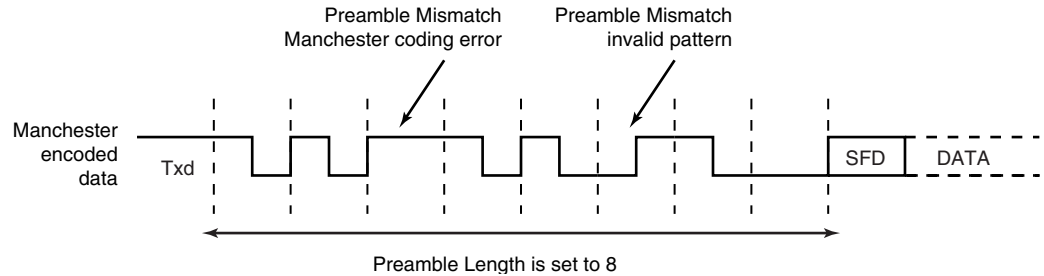 Preamble Mismatch
Manchester coding error
Preamble Mismatch
invalid pattern
Manchester
encoded
data
Txd
SFD
DATA
Preamble Length is set to 8